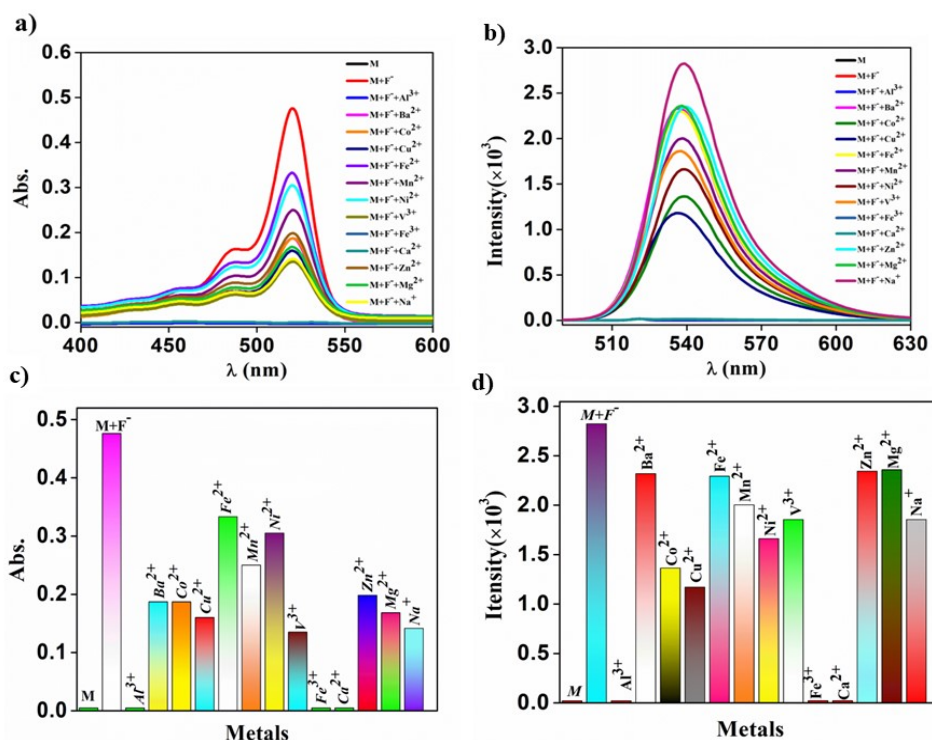 a)
0.6
0.5
0.4
0.3
0.2
0.1
0.0
Abs.
400 450 500 550 600
λ (nm)
M
M+F⁻
M+F⁻+Al³⁺
M+F⁻+Ba²⁺
M+F⁻+Co²⁺
M+F⁻+Cu²⁺
M+F⁻+Fe²⁺
M+F⁻+Mn²⁺
M+F⁻+Ni²⁺
M+F⁻+V³⁺
M+F⁻+Fe³⁺
M+F⁻+Ca²⁺
M+F⁻+Zn²⁺
M+F⁻+Mg²⁺
M+F⁻+Na⁺
b)
3.0
2.5
2.0
1.5
1.0
0.5
0.0
Intensity(×10³)
510 540 570 600 630
λ (nm)
M
M+F⁻
M+F⁻+Al³⁺
M+F⁻+Ba²⁺
M+F⁻+Co²⁺
M+F⁻+Cu²⁺
M+F⁻+Fe²⁺
M+F⁻+Mn²⁺
M+F⁻+Ni²⁺
M+F⁻+V³⁺
M+F⁻+Fe³⁺
M+F⁻+Ca²⁺
M+F⁻+Zn²⁺
M+F⁻+Mg²⁺
M+F⁻+Na⁺
c)
0.5
0.4
0.3
0.2
0.1
0.0
Abs.
M
M+F⁻
Al³⁺
Ba²⁺
Co²⁺
Cu²⁺
Fe²⁺
Mn²⁺
Ni²⁺
V³⁺
Fe³⁺
Ca²⁺
Zn²⁺
Mg²⁺
Na⁺
Metals
d)
3.0
2.5
2.0
1.5
1.0
0.5
0.0
Itensity(×10³)
M
M+F⁻
Al³⁺
Ba²⁺
Co²⁺
Cu²⁺
Fe²⁺
Mn²⁺
Ni²⁺
V³⁺
Fe³⁺
Ca²⁺
Zn²⁺
Mg²⁺
Na⁺
Metals